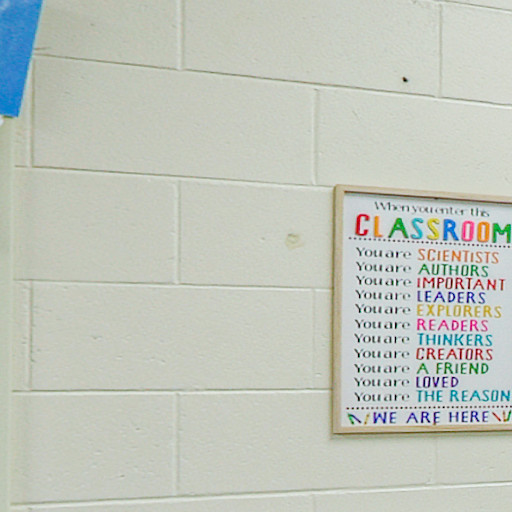 When you enter this
CLASSROOM
You are SCIENTISTS
You are AUTHORS
You are IMPORTANT
You are LEADERS
You are EXPLORERS
You are READERS
You are THINKERS
You are CREATORS
You are A FRIEND
You are LOVED
You are THE REASON
WE ARE HERE